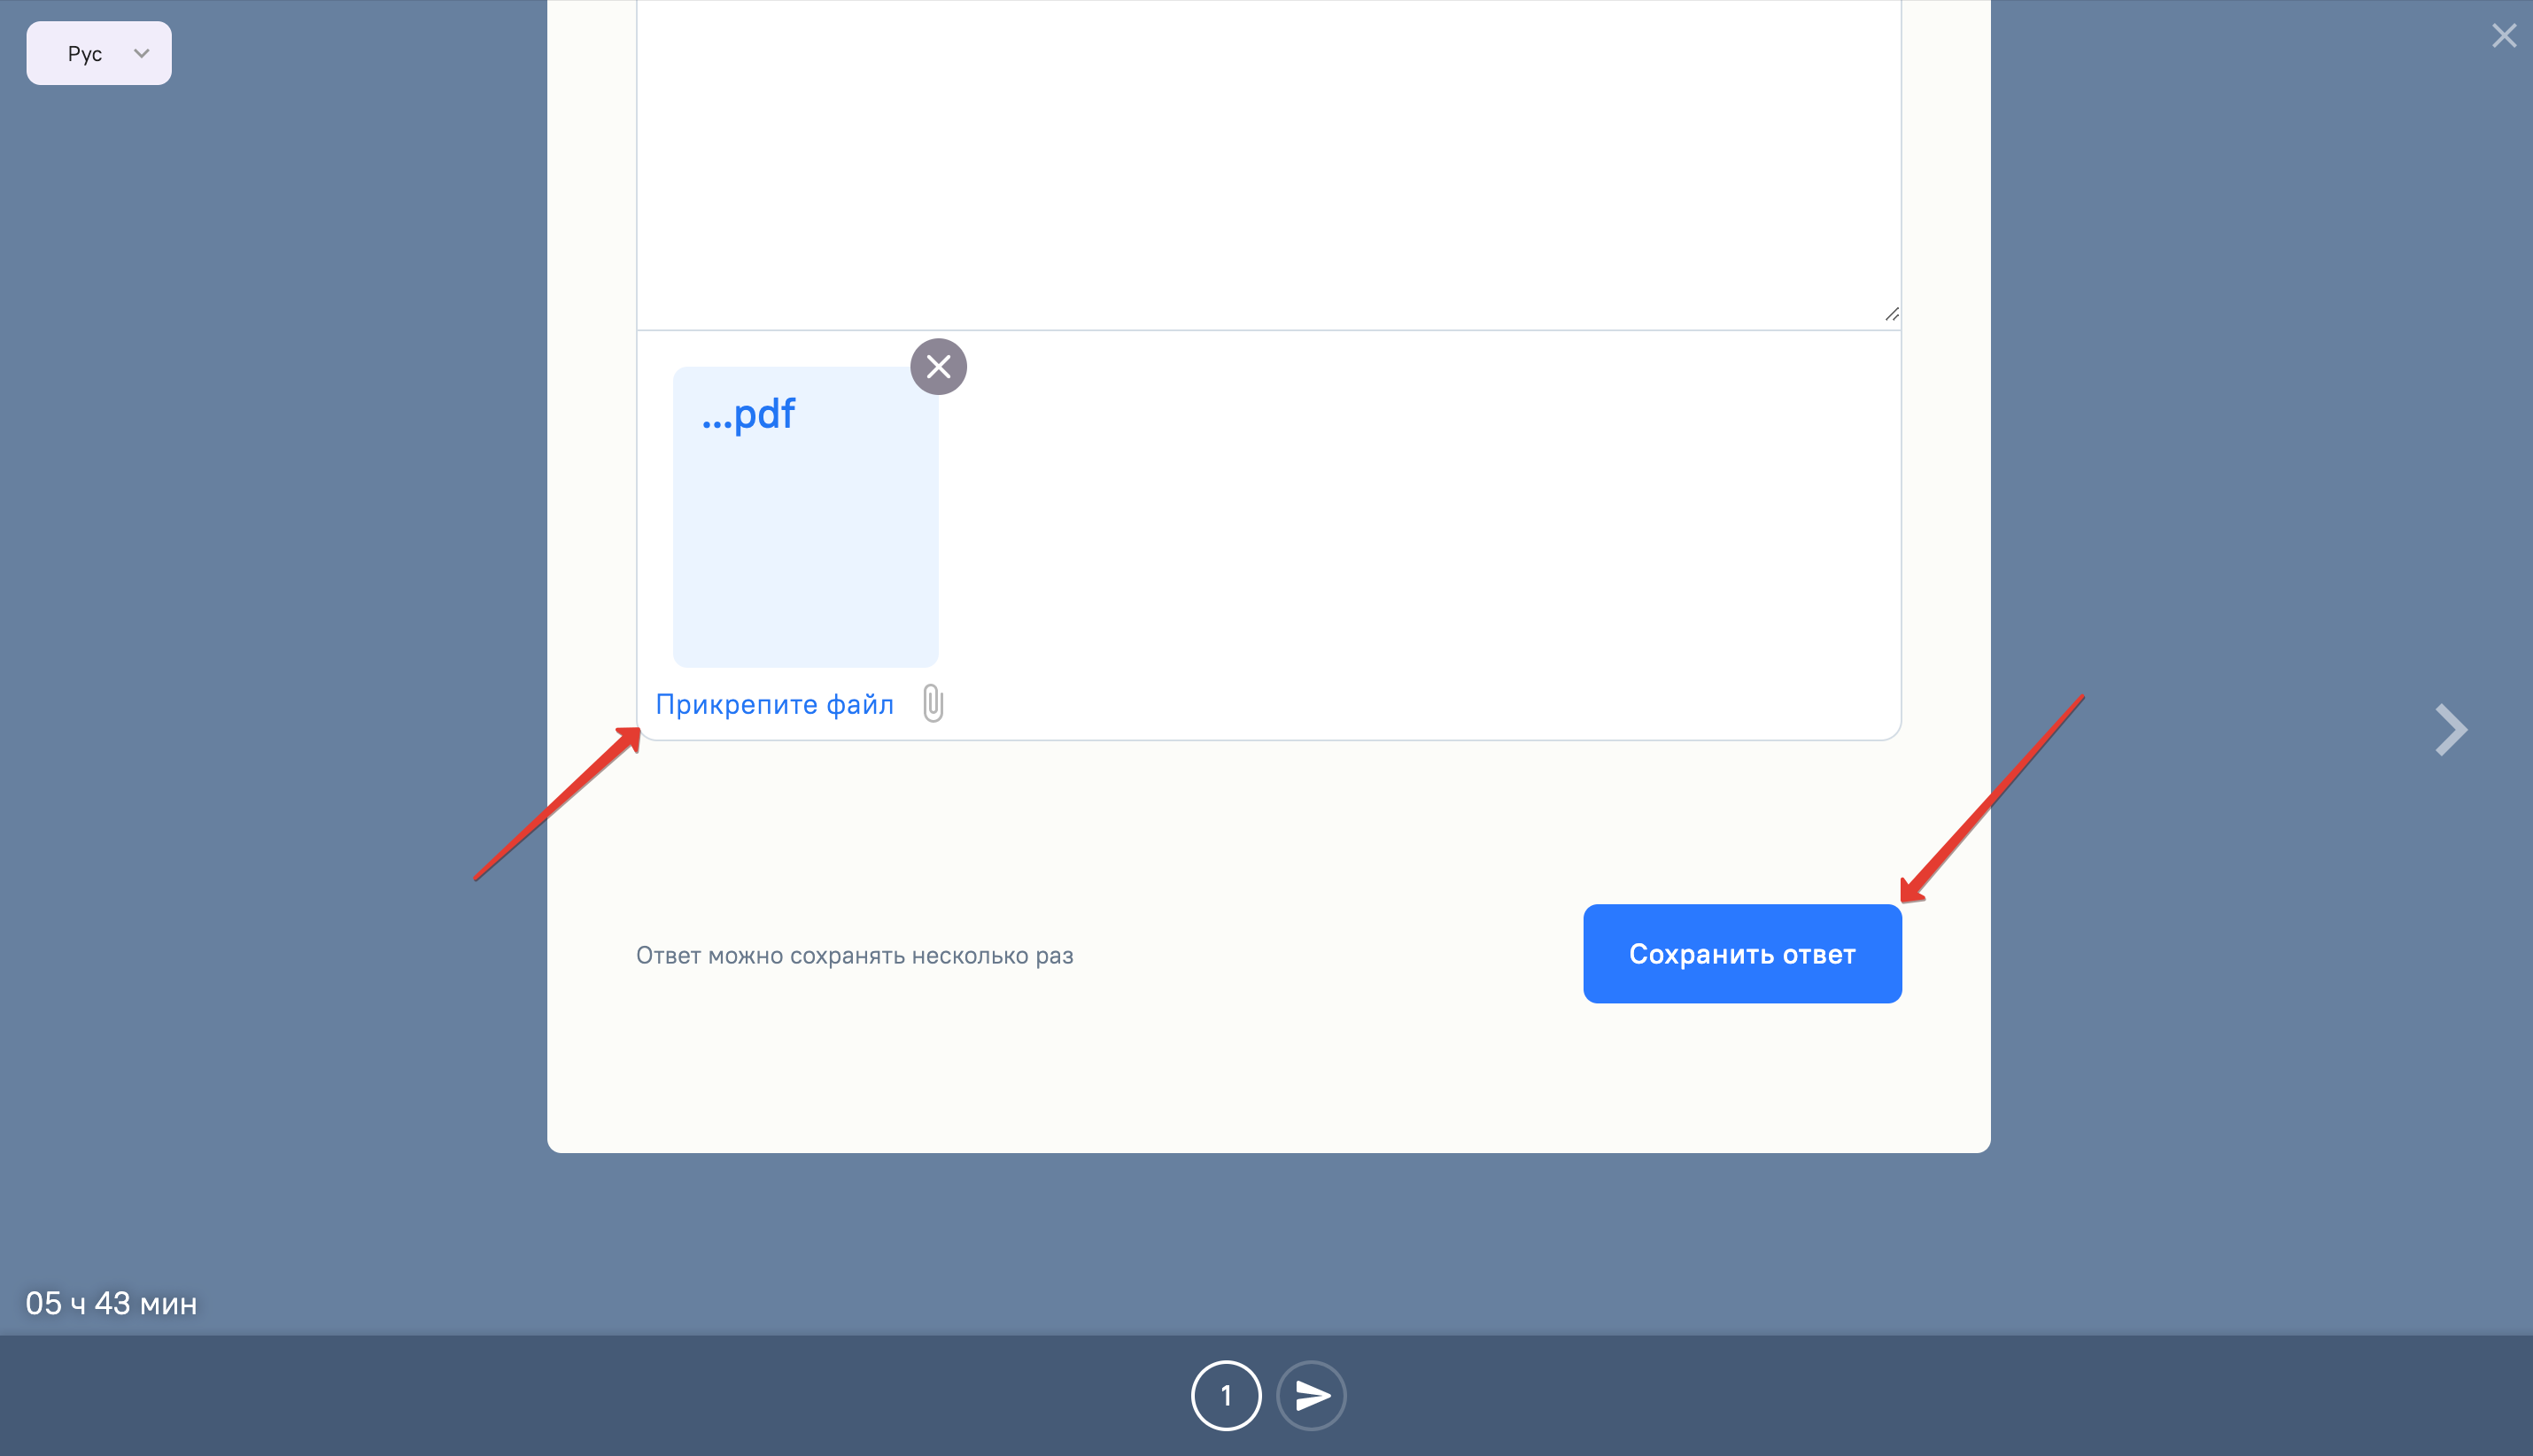 Рус
...pdf
Прикрепите файл
Ответ можно сохранять несколько раз
Сохранить ответ
05 ч 43 мин
1